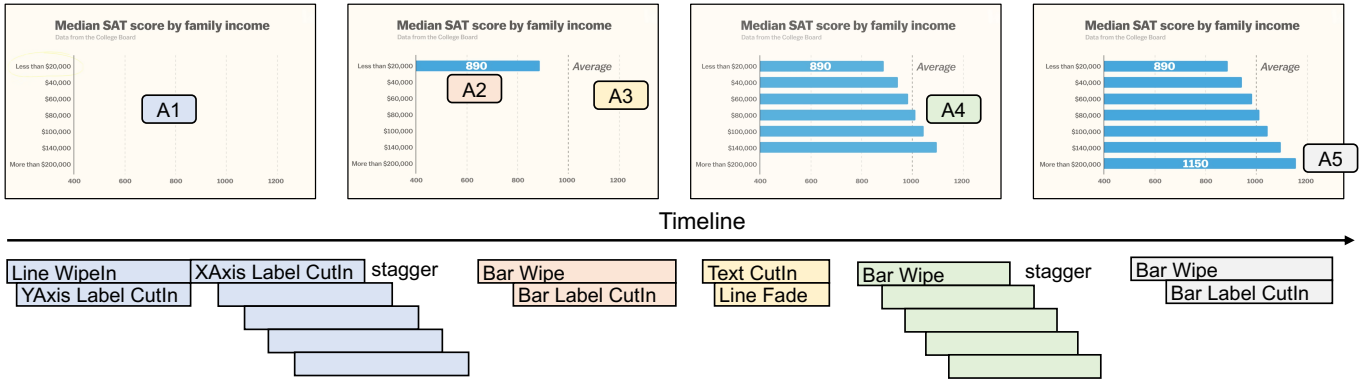 Median SAT score by family income
Data from the College Board
Less than $20,000
$40,000
$60,000
$80,000
$100,000
$140,000
More than $200,000
400 600 800 1000 1200
A1
Median SAT score by family income
Data from the College Board
Less than $20,000 890 Average
$40,000
$60,000
$80,000
$100,000
$140,000
More than $200,000
400 600 800 1000 1200
A2
A3
Median SAT score by family income
Data from the College Board
Less than $20,000 890 Average
$40,000
$60,000
$80,000
$100,000
$140,000
More than $200,000
400 600 800 1000 1200
A4
Median SAT score by family income
Data from the College Board
Less than $20,000 890 Average
$40,000
$60,000
$80,000
$100,000
$140,000
More than $200,000 1150
400 600 800 1000 1200
A5
Timeline
Line WipeIn XAxis Label CutIn stagger
YAxis Label CutIn
Bar Wipe
Bar Label CutIn
Text CutIn
Line Fade
Bar Wipe stagger
Bar Wipe
Bar Label CutIn